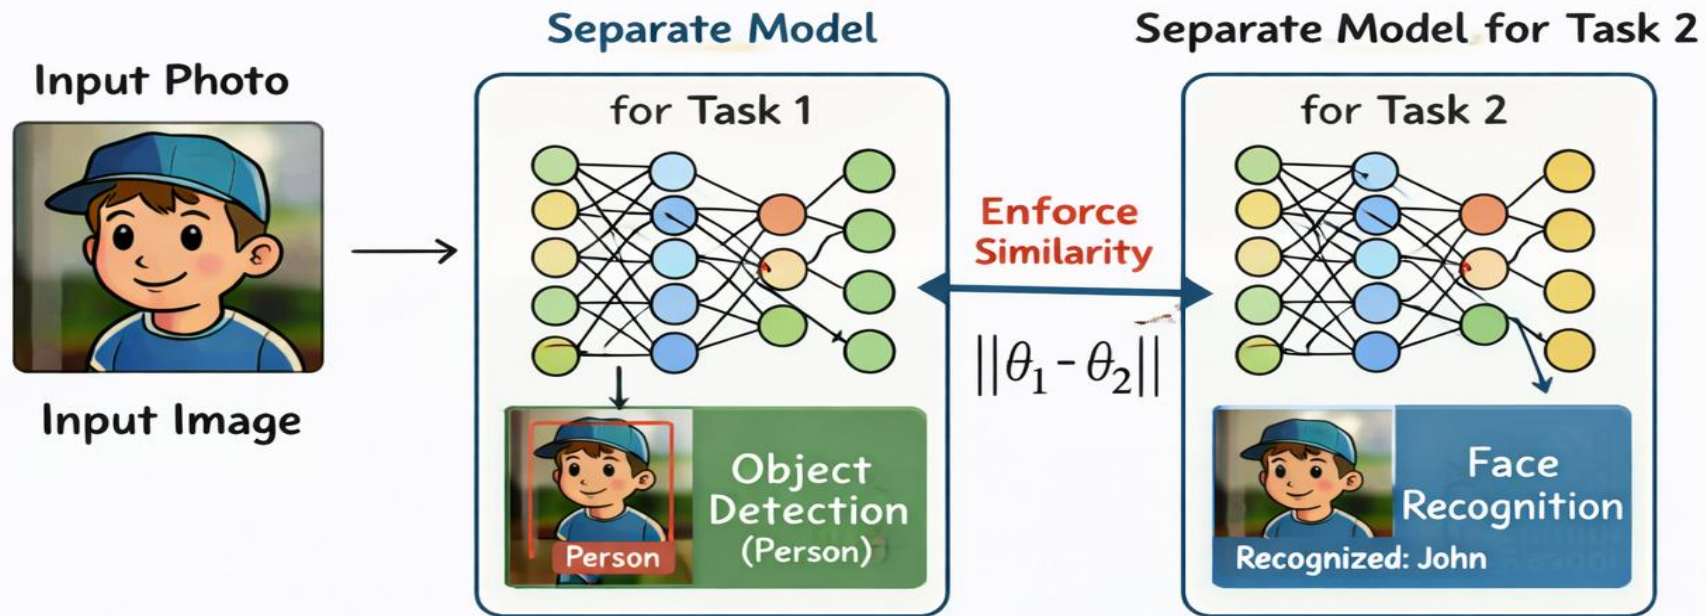 Input Photo
Input Image
Separate Model
for Task 1
Person
Object
Detection
(Person)
Enforce
Similarity
||θ₁ - θ₂||
Separate Model for Task 2
for Task 2
Face
Recognition
Recognized: John